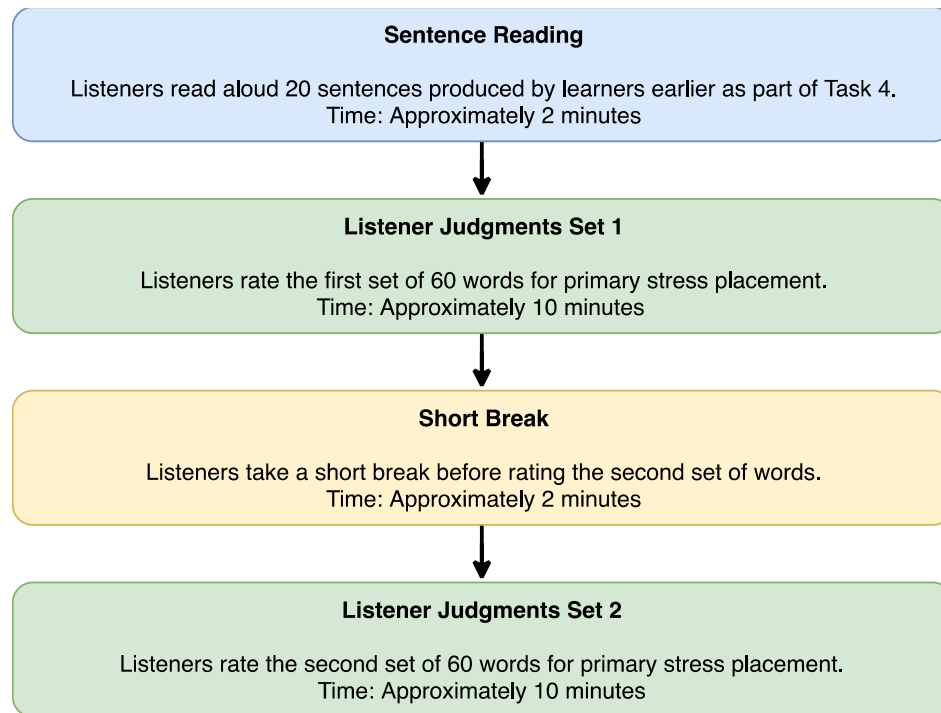 Sentence Reading
Listeners read aloud 20 sentences produced by learners earlier as part of Task 4.
Time: Approximately 2 minutes
Listener Judgments Set 1
Listeners rate the first set of 60 words for primary stress placement.
Time: Approximately 10 minutes
Short Break
Listeners take a short break before rating the second set of words.
Time: Approximately 2 minutes
Listener Judgments Set 2
Listeners rate the second set of 60 words for primary stress placement.
Time: Approximately 10 minutes